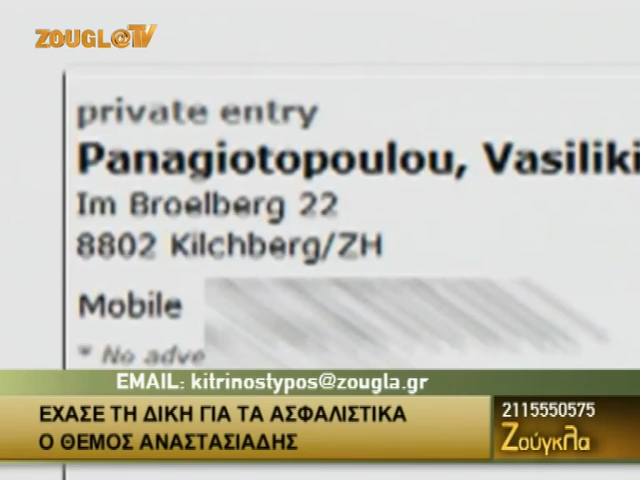 ZOUGL@TV
private entry
Panagiotopoulou, Vasiliki
Im Broelberg 22
8802 Kilchberg/ZH
Mobile
* No adve
EMAIL: kitrinostypos@zougla.gr
ΕΧΑΣΕ ΤΗ ΔΙΚΗ ΓΙΑ ΤΑ ΑΣΦΑΛΙΣΤΙΚΑ
Ο ΘΕΜΟΣ ΑΝΑΣΤΑΣΙΑΔΗΣ
2115550575
Ζούγκλα